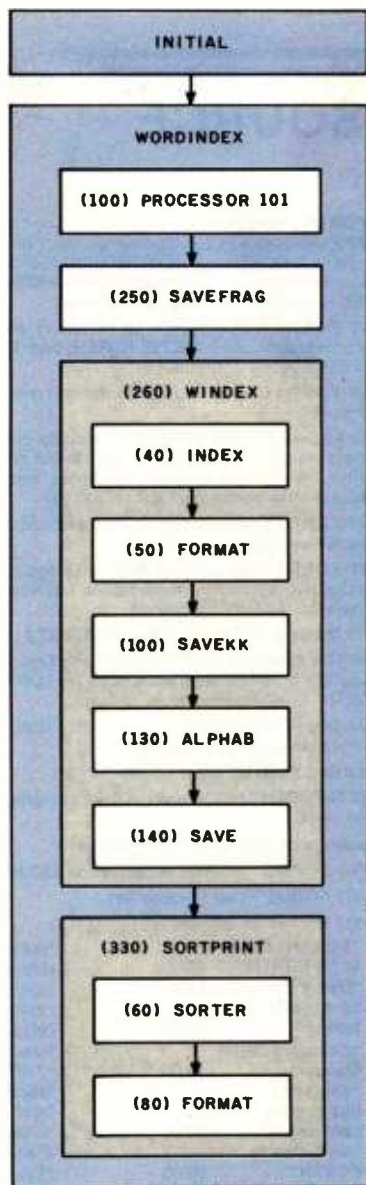 INITIAL
WORDINDEX
(100) PROCESSOR 101
(250) SAVEFRAG
(260) WINDEX
(40) INDEX
(50) FORMAT
(100) SAVEKK
(130) ALPHAB
(140) SAVE
(330) SORTPRINT
(60) SORTER
(80) FORMAT